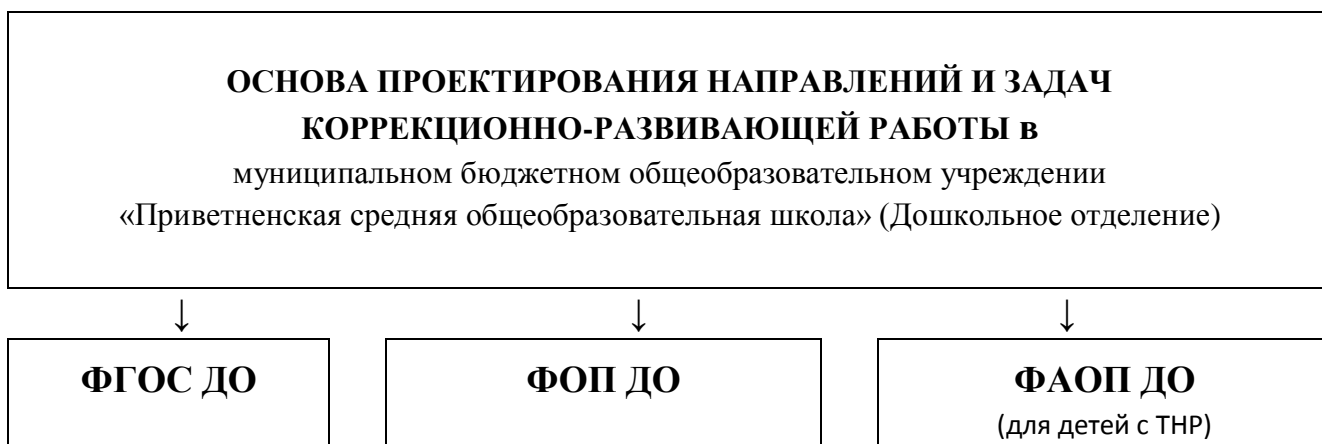 ОСНОВА ПРОЕКТИРОВАНИЯ НАПРАВЛЕНИЙ И ЗАДАЧ
КОРРЕКЦИОННО-РАЗВИВАЮЩЕЙ РАБОТЫ в
муниципальном бюджетном общеобразовательном учреждении
«Приветненская средняя общеобразовательная школа» (Дошкольное отделение)
↓ ↓ ↓
ФГОС ДО ФОП ДО ФАОП ДО
(для детей с ТНР)